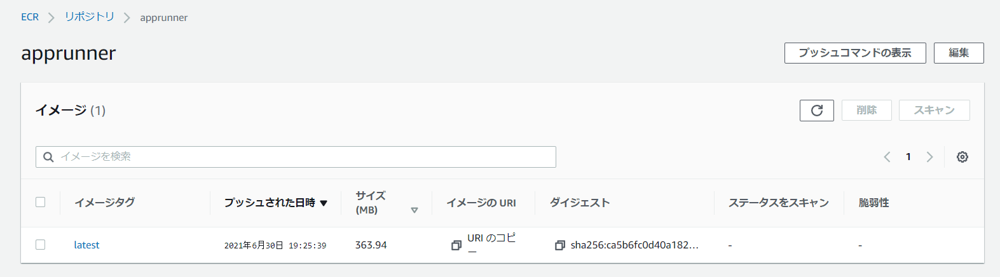 ECR > リポジトリ > apprunner
apprunner
プッシュコマンドの表示 編集
イメージ (1)
削除 スキャン
イメージを検索
1
イメージタグ プッシュされた日時 サイズ (MB) イメージの URI ダイジェスト ステータスをスキャン 脆弱性
latest 2021年6月30日 19:25:39 363.94 URI のコピー sha256:ca5b6fc0d40a182... - -